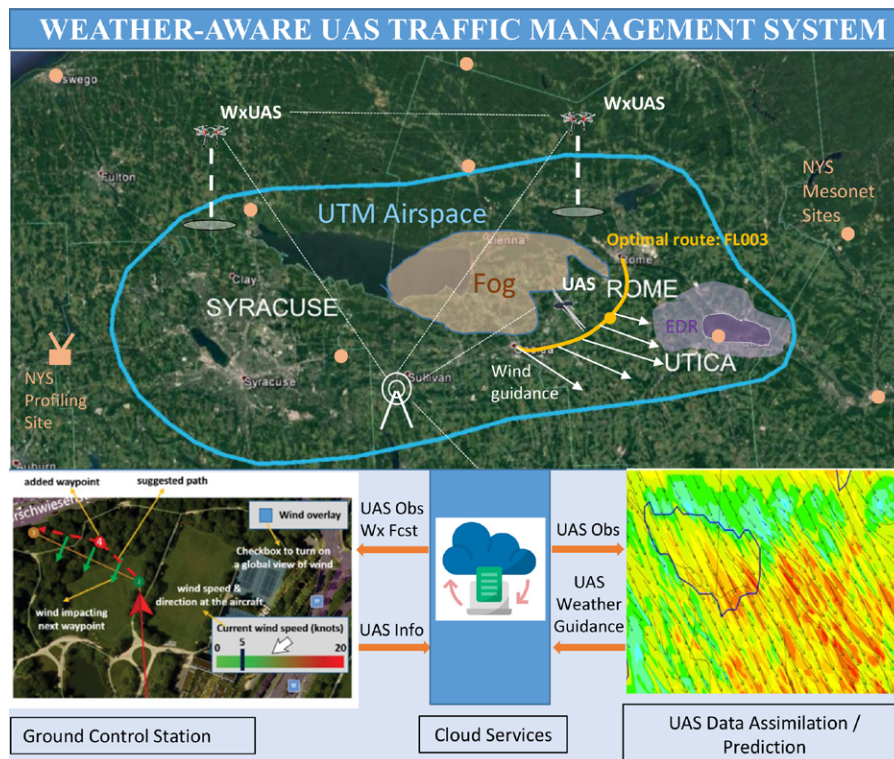 WEATHER-AWARE UAS TRAFFIC MANAGEMENT SYSTEM
Oswego
WxUAS
WxUAS
Fulton
NYS
Mesonet
Sites
UTM Airspace
Vienna
Optimal route: FL003
Rome
Clay
Fog
UAS
ROME
SYRACUSE
EDR
UTICA
NYS
Profiling
Site
Syracuse
Sullivan
Wind
guidance
Auburn
added waypoint
suggested path
Wind overlay
4
Checkbox to turn on
a global view of wind
wind speed &
direction at the aircraft
wind impacting
next waypoint
Current wind speed (knots)
0
5
20
UAS Obs
Wx Fcst
UAS Info
UAS Obs
UAS
Weather
Guidance
Ground Control Station
Cloud Services
UAS Data Assimilation /
Prediction